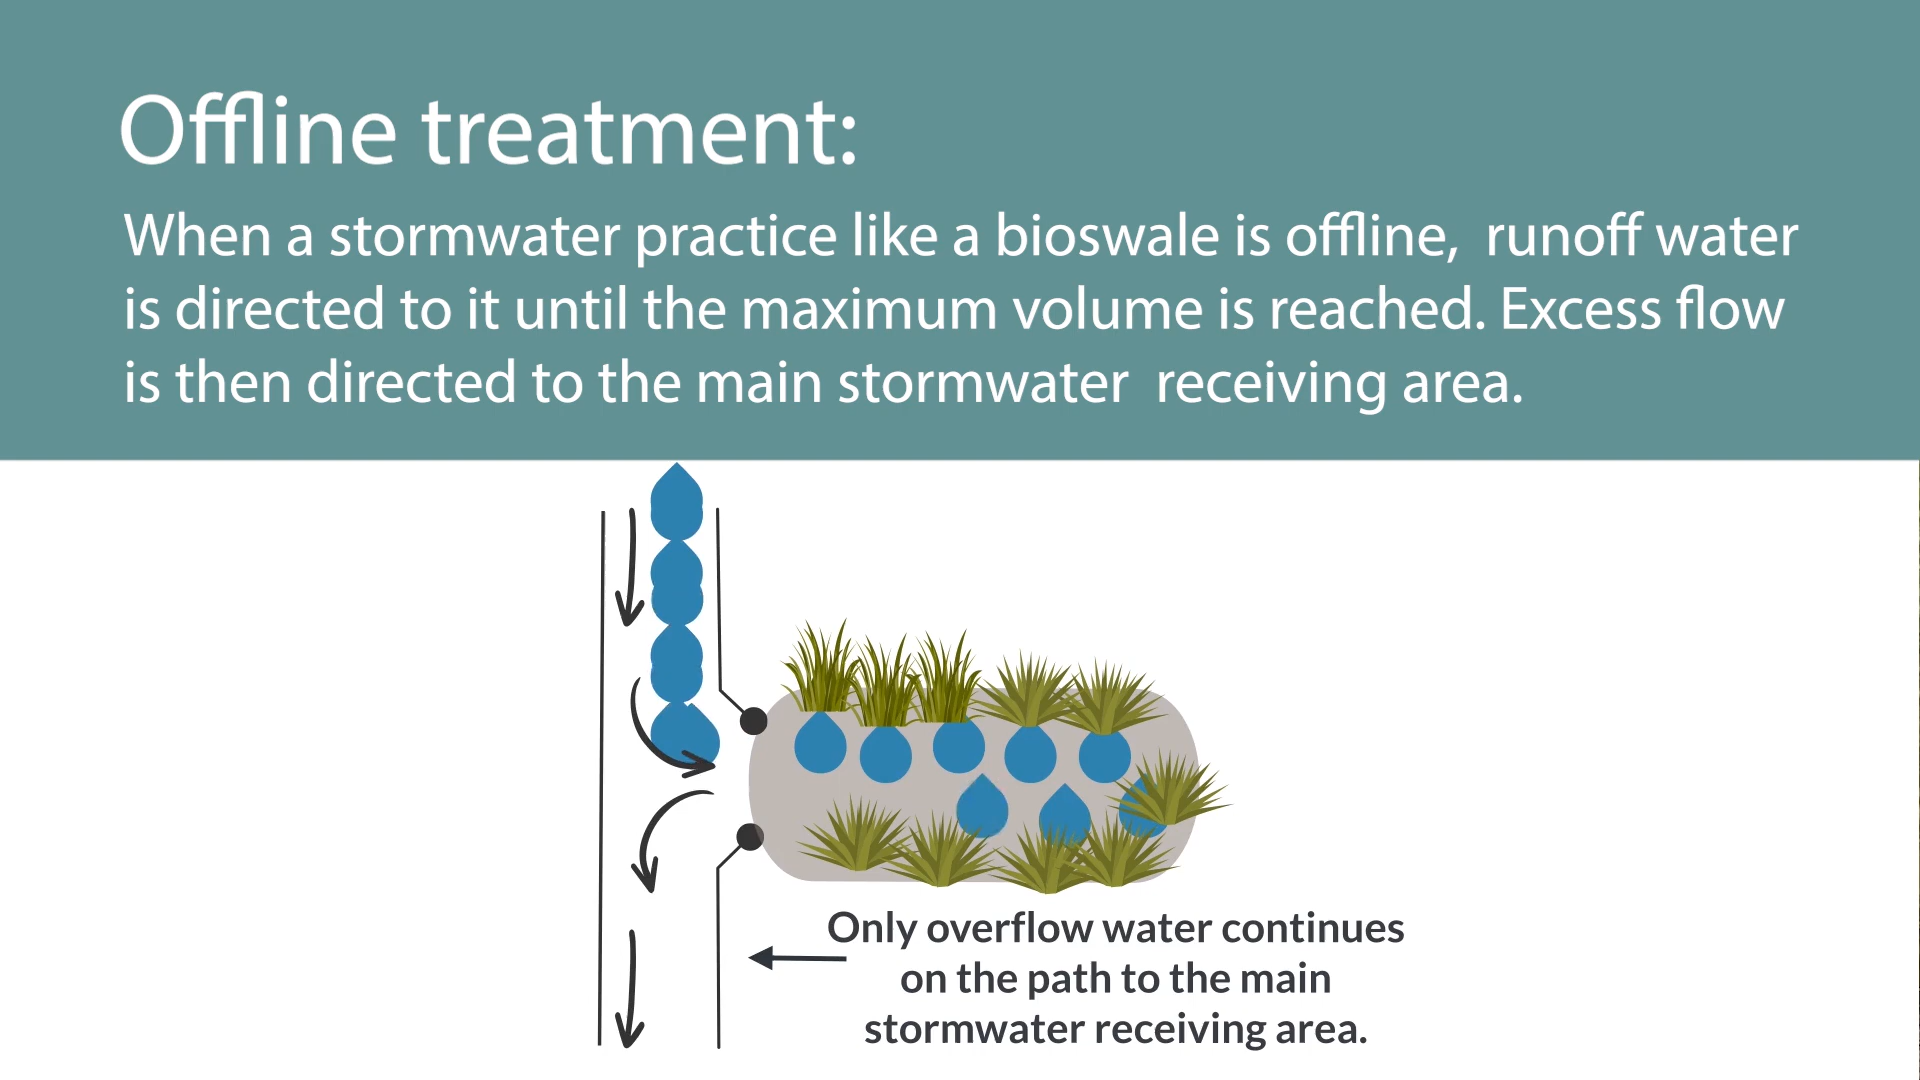 Offline treatment:
When a stormwater practice like a bioswale is offline,  runoff water
is directed to it until the maximum volume is reached. Excess flow
is then directed to the main stormwater  receiving area.
Only overflow water continues
on the path to the main
stormwater receiving area.